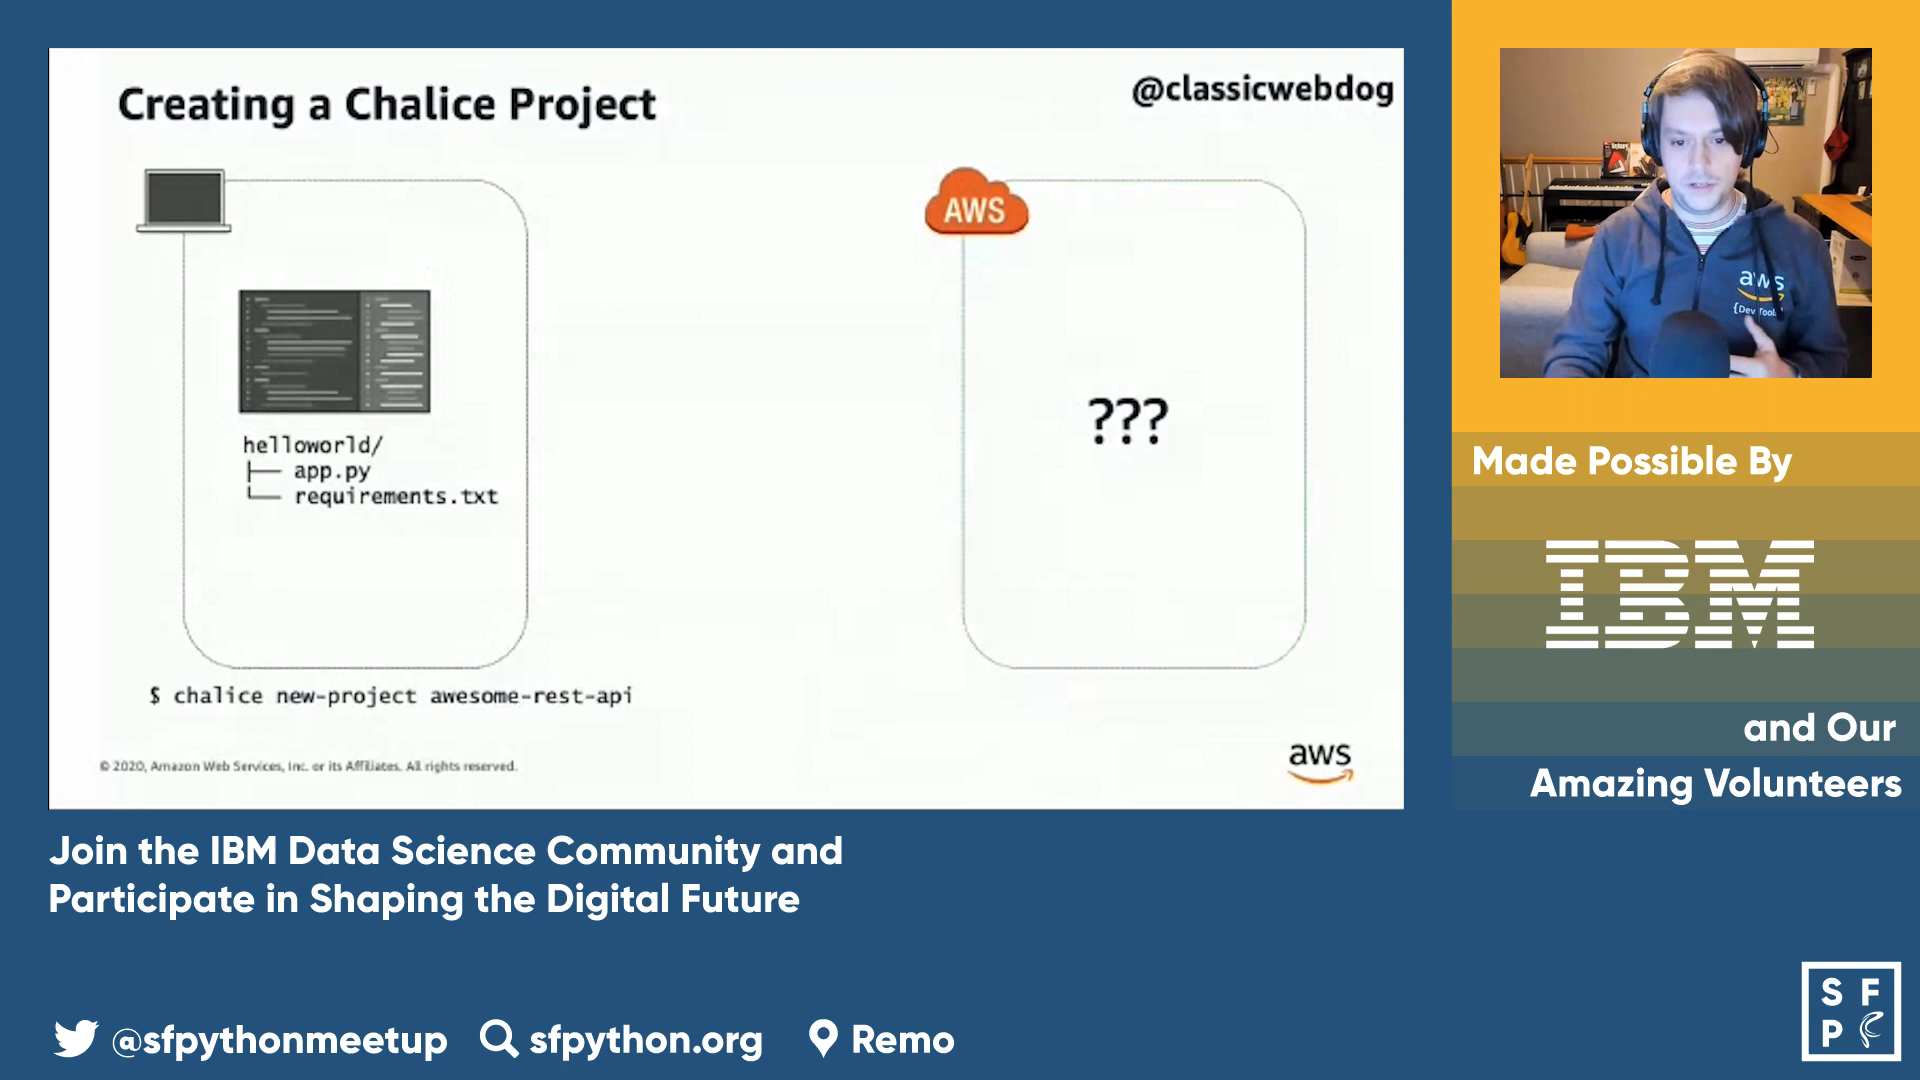 Creating a Chalice Project
@classicwebdog
AWS
helloworld/
app.py
requirements.txt
???
$ chalice new-project awesome-rest-api
© 2020, Amazon Web Services, Inc. or its Affiliates. All rights reserved.
aws
aws
Made Possible By
IBM
and Our
Amazing Volunteers
Join the IBM Data Science Community and
Participate in Shaping the Digital Future
@sfpythonmeetup
sfpython.org
Remo
S F
P